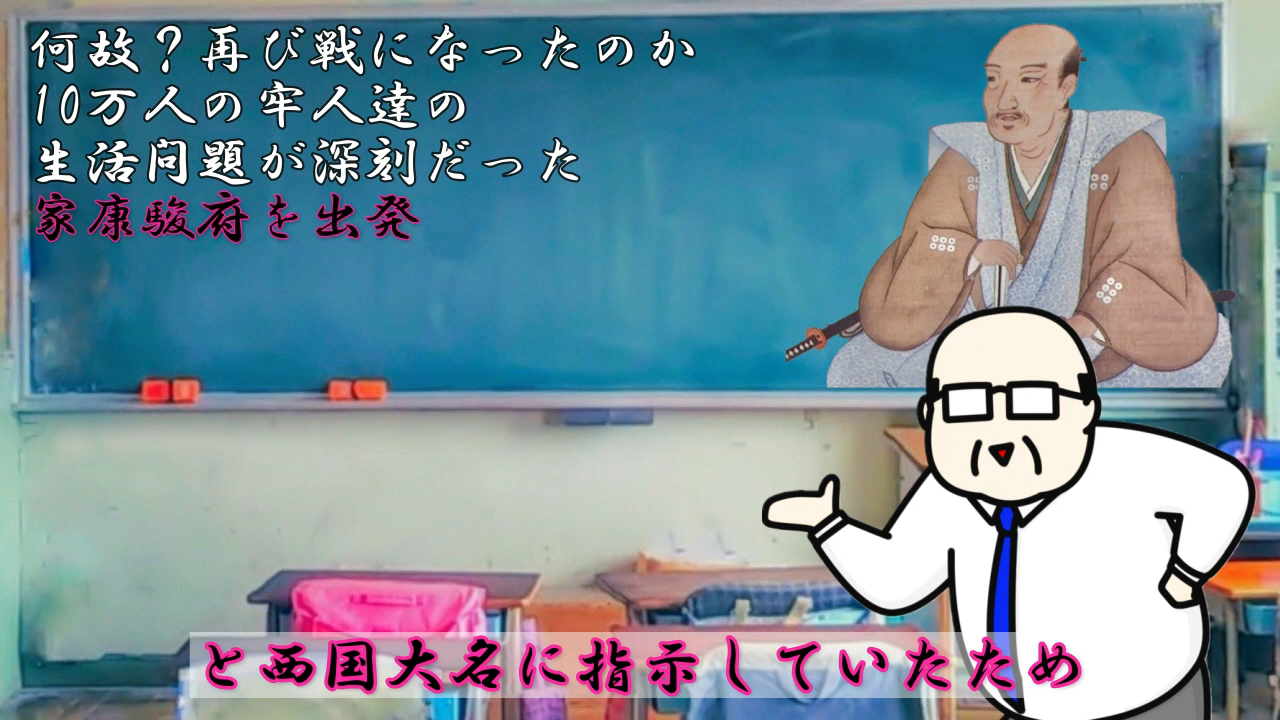 何故？再び戦になったのか
10万人の牢人達の
生活問題が深刻だった
家康駿府を出発
と西国大名に指示していたため